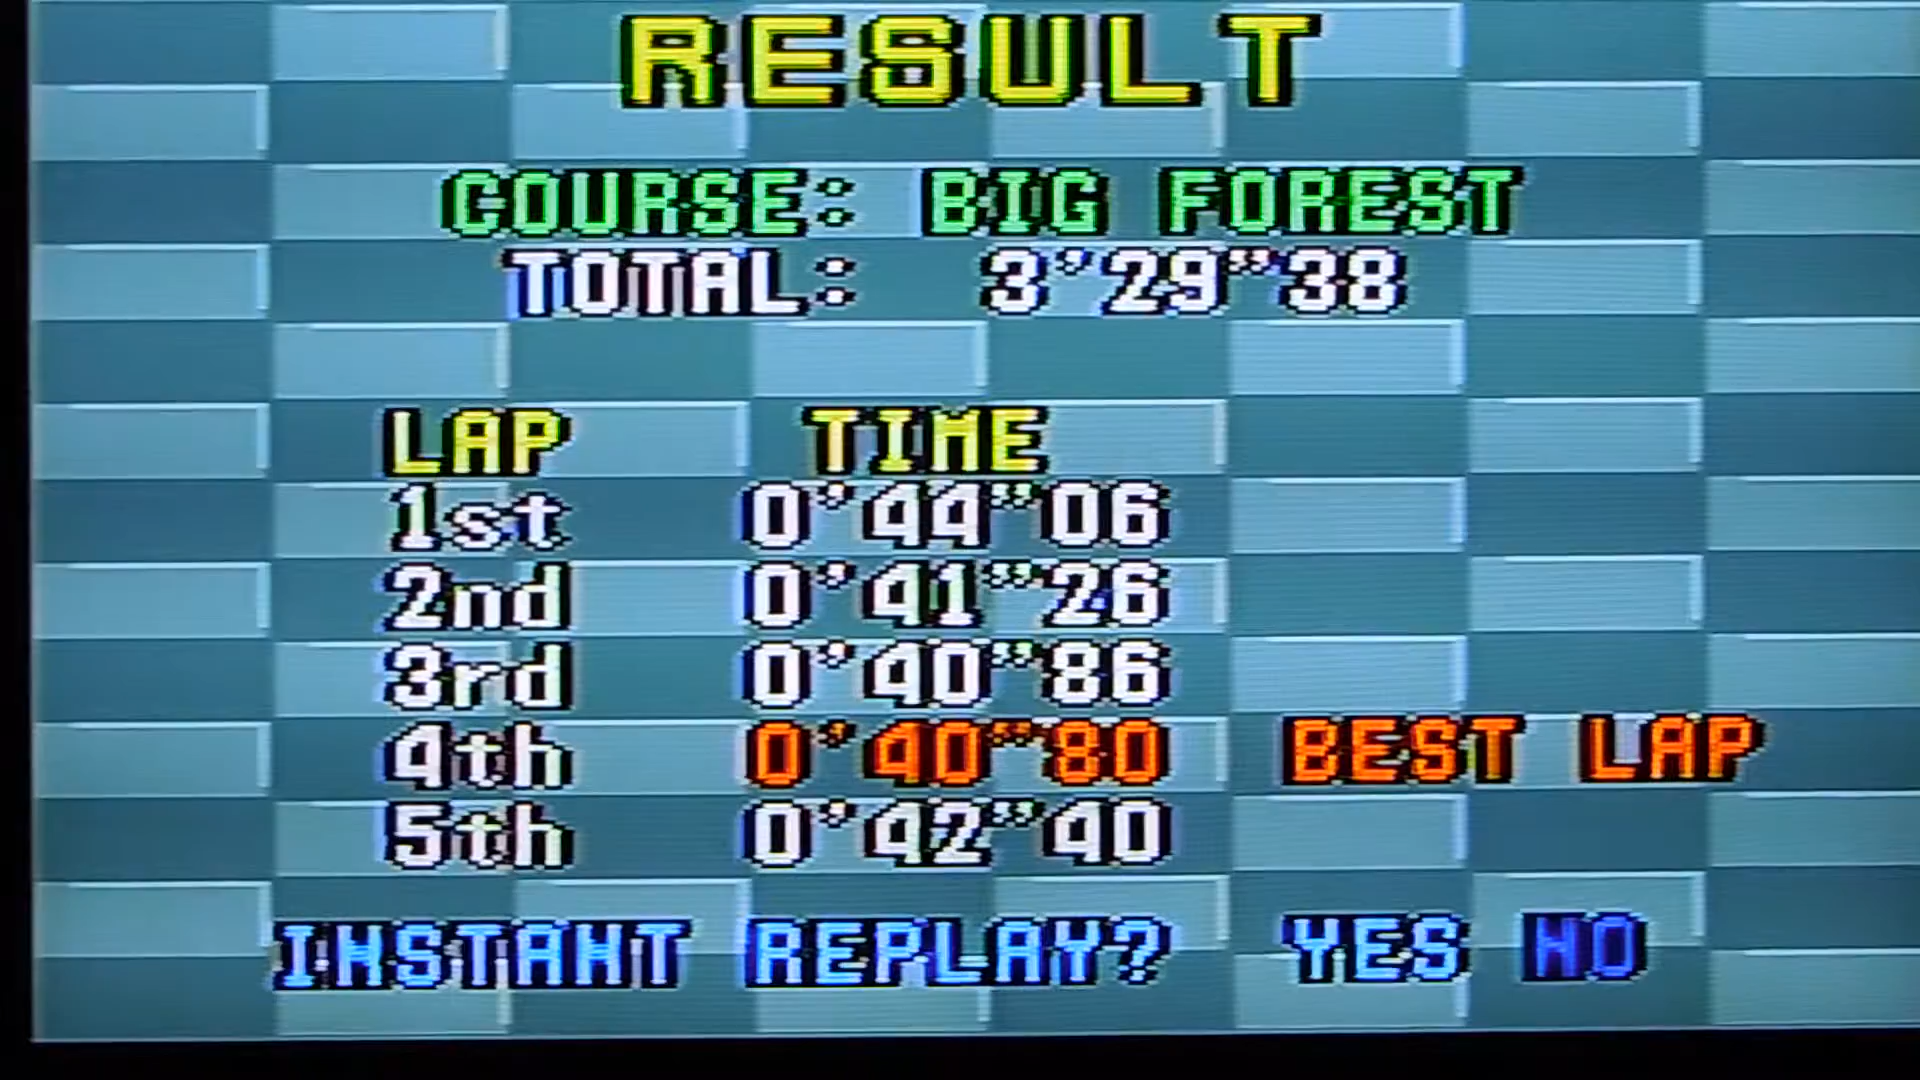 RESULT
COURSE: BIG FOREST
TOTAL: 3'29"38
LAP TIME
1st 0'44"06
2nd 0'41"26
3rd 0'40"86
4th 0'40"80 BEST LAP
5th 0'42"40
INSTANT REPLAY? YES NO